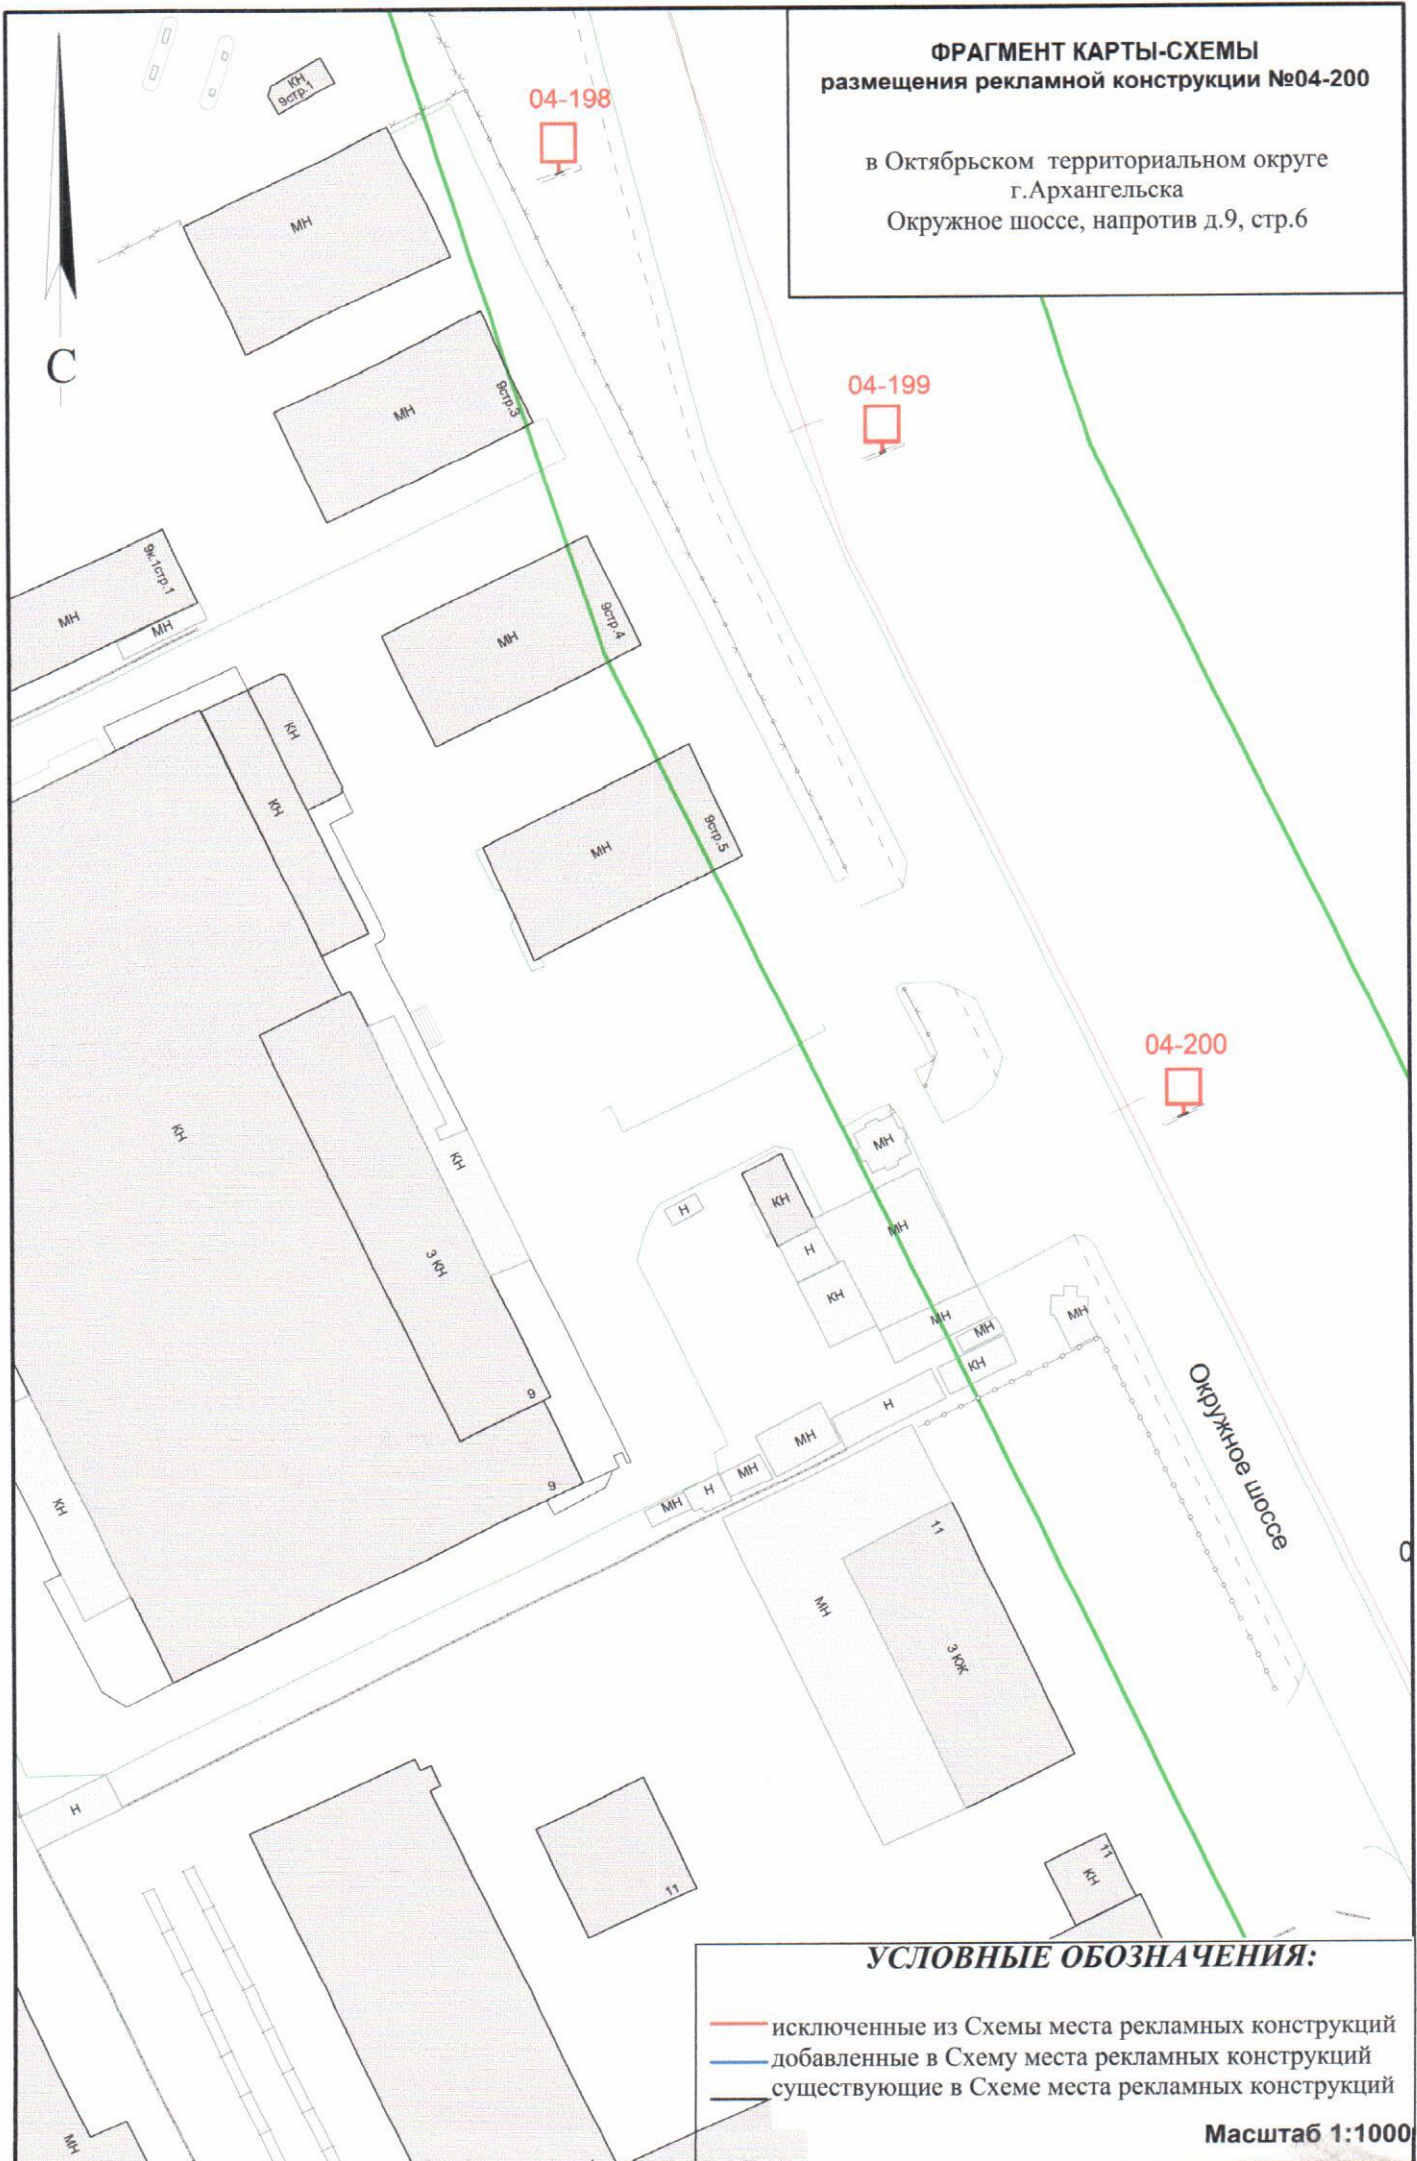 ФРАГМЕНТ КАРТЫ-СХЕМЫ
размещения рекламной конструкции №04-200
в Октябрьском территориальном округе
г.Архангельска
Окружное шоссе, напротив д.9, стр.6
С
КН
9стр.1
04-198
МН
04-199
МН
9стр.3
9к.1стр.1
МН
МН
МН
9стр.4
КН
КН
МН
9стр.5
04-200
КН
КН
МН
КН
Н
МН
Н
3 КН
КН
МН
МН
МН
КН
9
Н
МН
9
МН
Н
МН
КН
Окружное шоссе
11
МН
3 КЖ
Н
11
11
КН
МН
УСЛОВНЫЕ ОБОЗНАЧЕНИЯ:
исключенные из Схемы места рекламных конструкций
добавленные в Схему места рекламных конструкций
существующие в Схеме места рекламных конструкций
Масштаб 1:1000